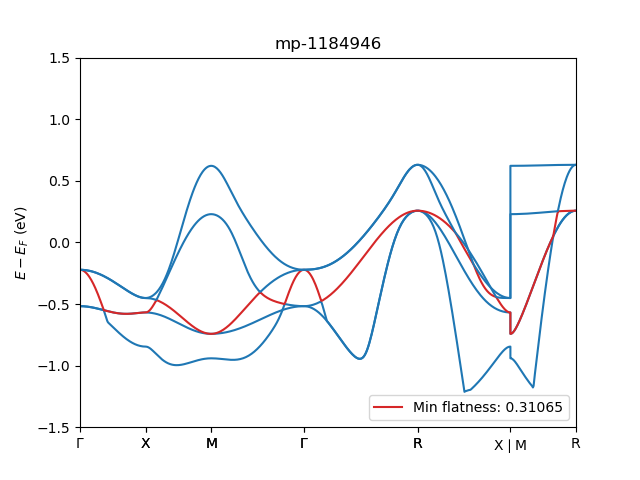 mp-1184946
E − E_F (eV)
1.5
1.0
0.5
0.0
−0.5
−1.0
−1.5
Γ X M Γ R X | M R
Min flatness: 0.31065